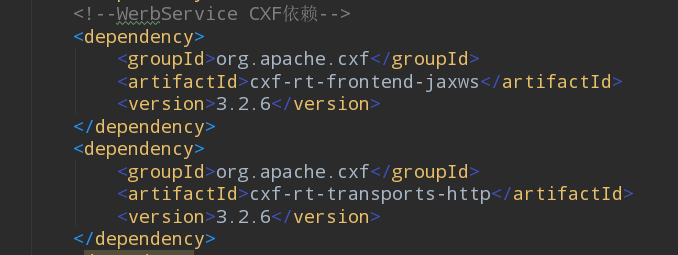 <!--WerbService CXF依赖-->
<dependency>
<groupId>org.apache.cxf</groupId>
<artifactId>cxf-rt-frontend-jaxws</artifactId>
<version>3.2.6</version>
</dependency>
<dependency>
<groupId>org.apache.cxf</groupId>
<artifactId>cxf-rt-transports-http</artifactId>
<version>3.2.6</version>
</dependency>